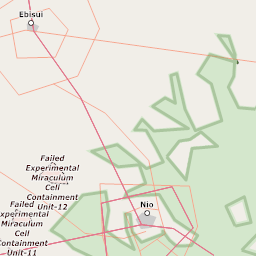 Ebisui
Failed
Experimental
Miraculum
Cell
Containment
Unit-12
Nio
Failed
Experimental
Miraculum
Cell
Containment
Unit-11